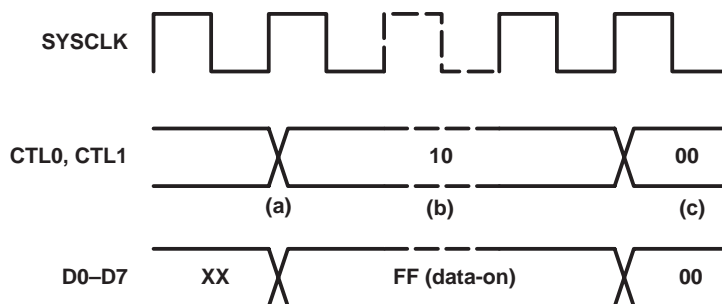 SYSCLK
CTL0, CTL1 10 00
(a) (b) (c)
D0–D7 XX FF (data-on) 00